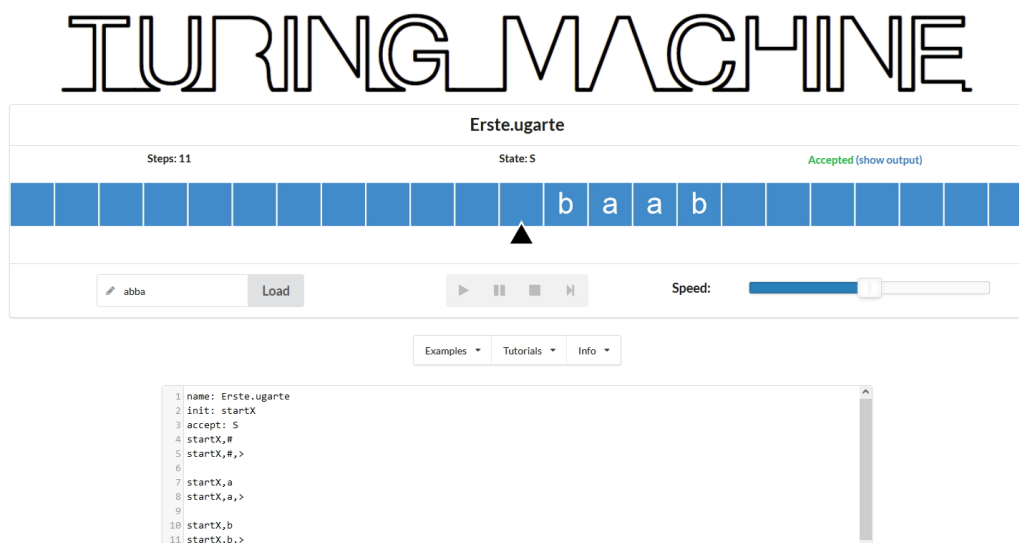 TURING MACHINE
Erste.ugarte
Steps: 11 State: S Accepted (show output)
b a a b
abba Load Speed:
Examples Tutorials Info
1 name: Erste.ugarte
2 init: startX
3 accept: S
4 startX,#
5 startX,#,>
6
7 startX,a
8 startX,a,>
9
10 startX,b
11 startX,b,>